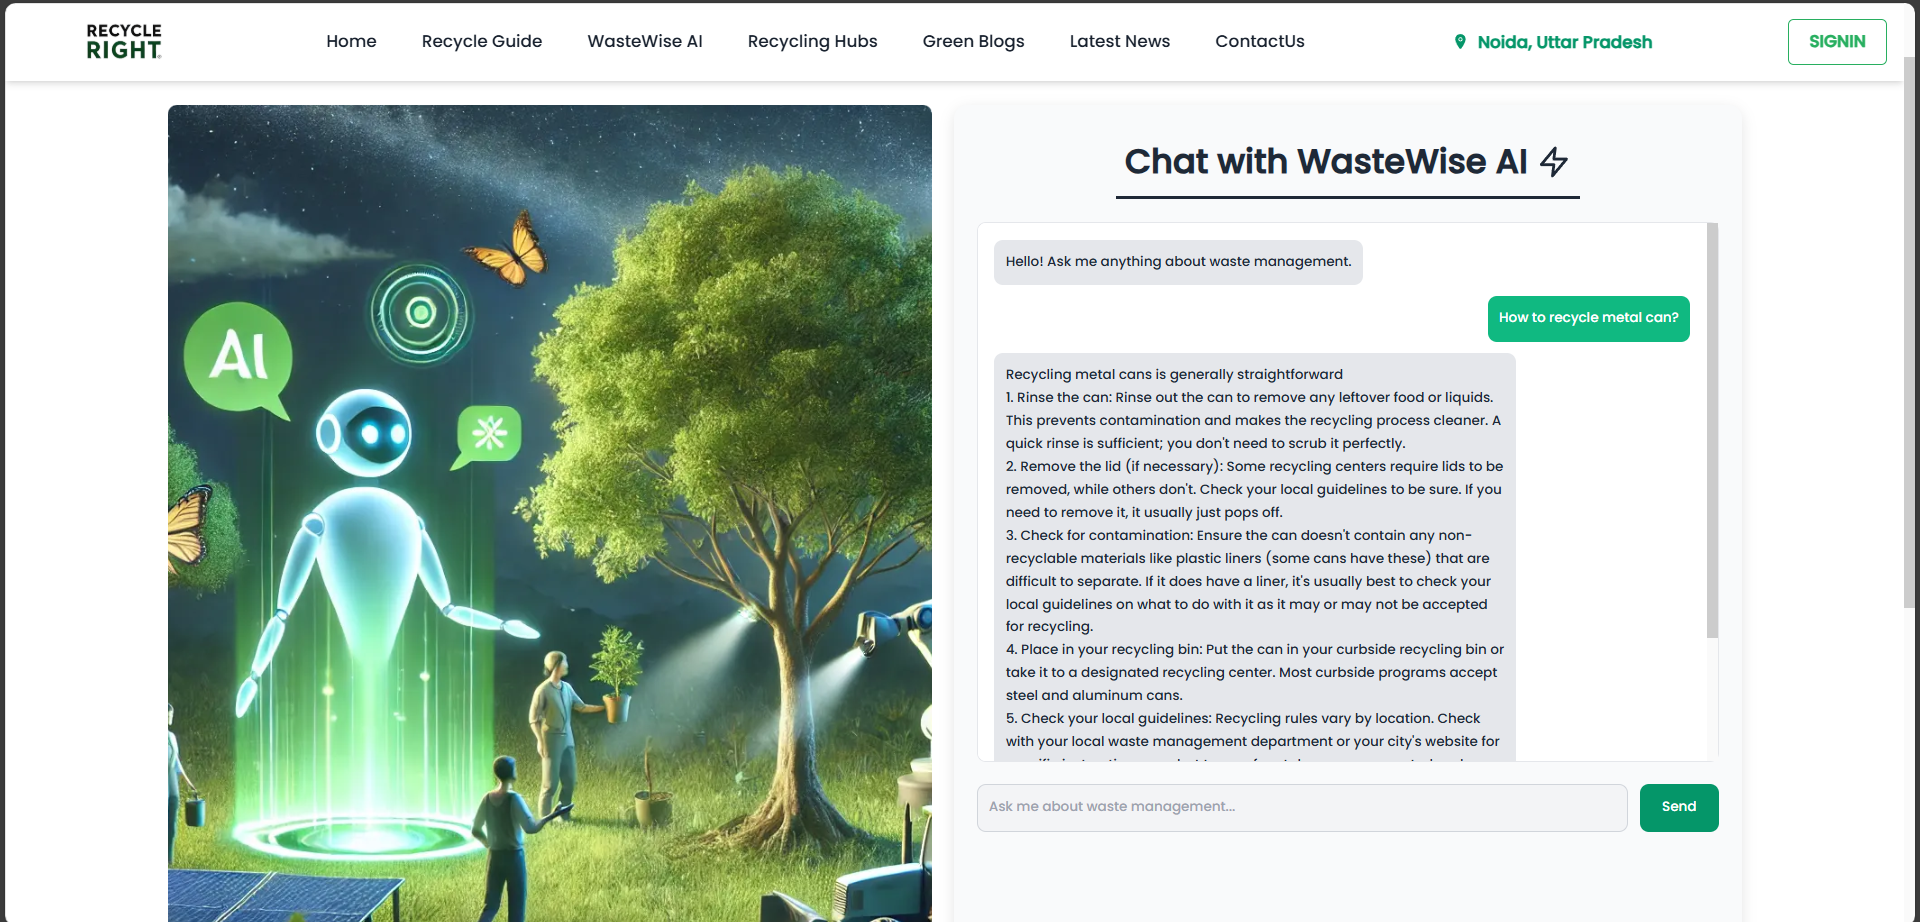 RECYCLE
RIGHT
Home
Recycle Guide
WasteWise AI
Recycling Hubs
Green Blogs
Latest News
ContactUs
Noida, Uttar Pradesh
SIGNIN
AI
Chat with WasteWise AI
Hello! Ask me anything about waste management.
How to recycle metal can?
Recycling metal cans is generally straightforward
1. Rinse the can: Rinse out the can to remove any leftover food or liquids.
This prevents contamination and makes the recycling process cleaner. A
quick rinse is sufficient; you don't need to scrub it perfectly.
2. Remove the lid (if necessary): Some recycling centers require lids to be
removed, while others don't. Check your local guidelines to be sure. If you
need to remove it, it usually just pops off.
3. Check for contamination: Ensure the can doesn't contain any non-
recyclable materials like plastic liners (some cans have these) that are
difficult to separate. If it does have a liner, it's usually best to check your
local guidelines on what to do with it as it may or may not be accepted
for recycling.
4. Place in your recycling bin: Put the can in your curbside recycling bin or
take it to a designated recycling center. Most curbside programs accept
steel and aluminum cans.
5. Check your local guidelines: Recycling rules vary by location. Check
with your local waste management department or your city's website for
Ask me about waste management...
Send